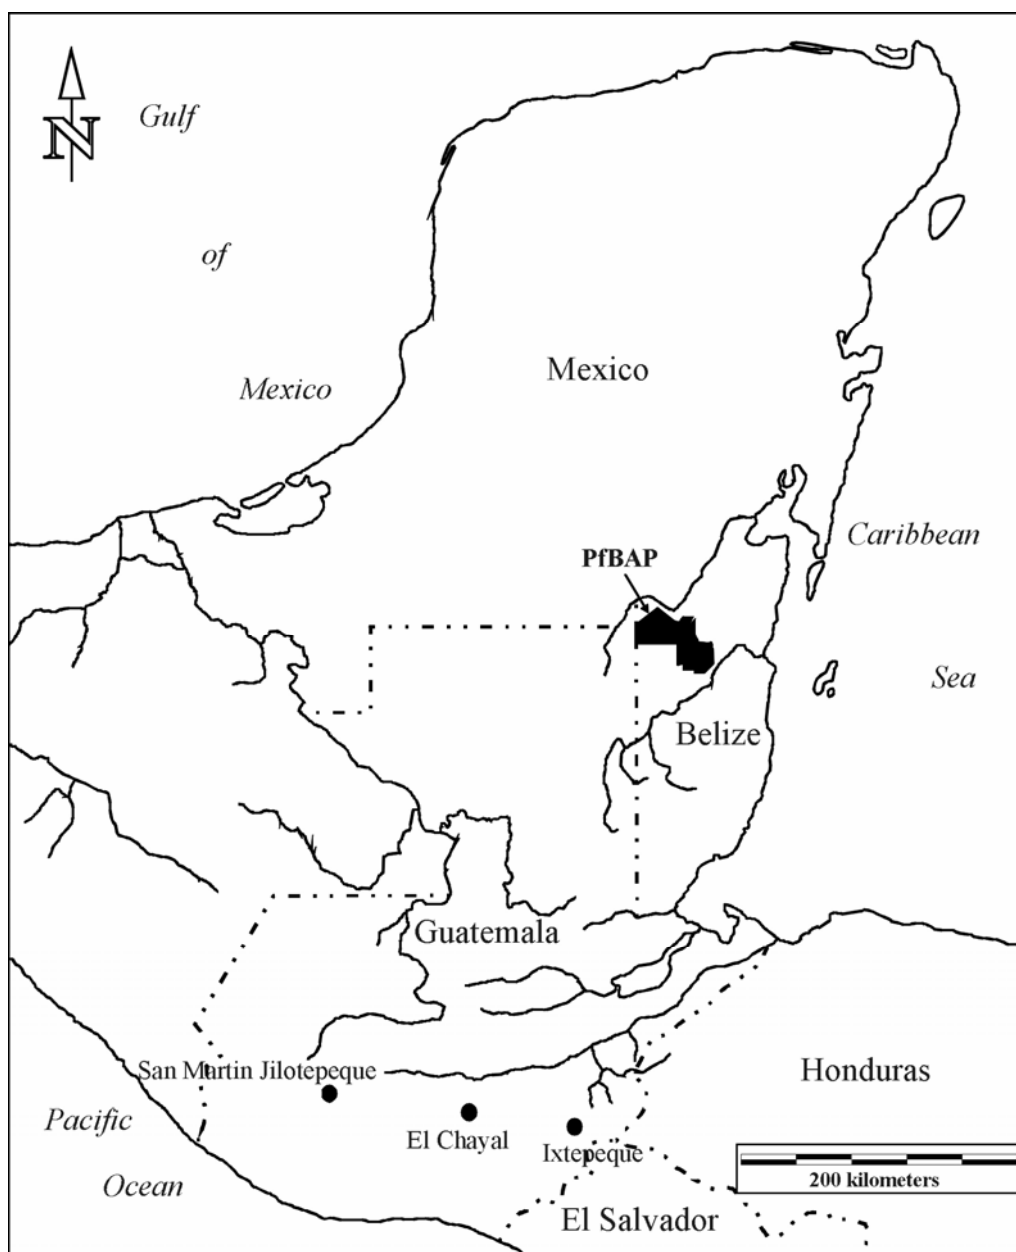 Gulf
N
of
Mexico
Mexico
Caribbean
PfBAP
Sea
Belize
Guatemala
San Martin Jilotepeque
Honduras
Pacific
El Chayal
Ixtepeque
Ocean
200 kilometers
El Salvador